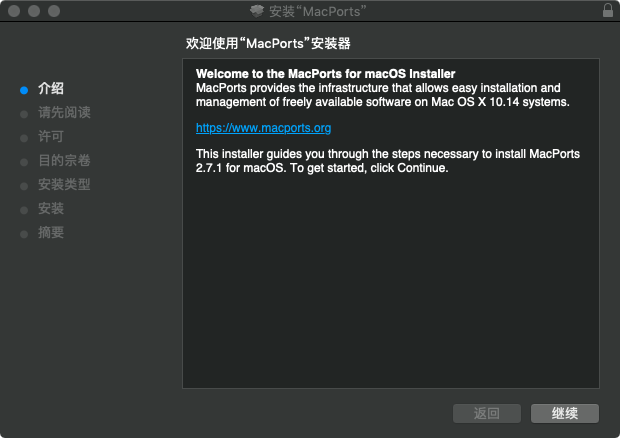 安装“MacPorts”
欢迎使用“MacPorts”安装器
介绍
请先阅读
许可
目的宗卷
安装类型
安装
摘要
Welcome to the MacPorts for macOS Installer
MacPorts provides the infrastructure that allows easy installation and
management of freely available software on Mac OS X 10.14 systems.
https://www.macports.org
This installer guides you through the steps necessary to install MacPorts
2.7.1 for macOS. To get started, click Continue.
返回
继续